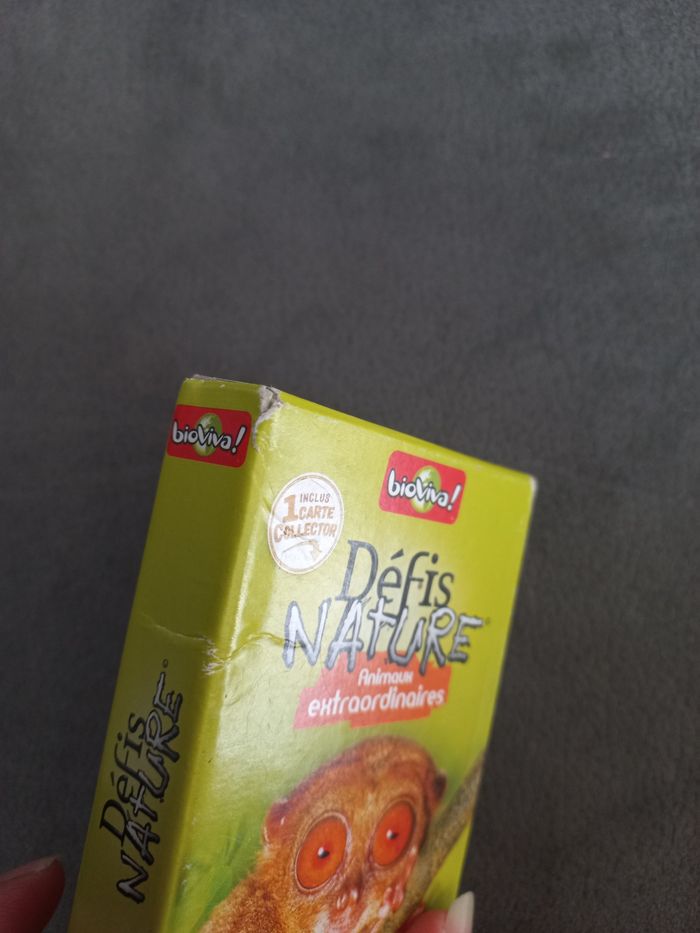 bioviva!
Défis
NATURE
bioviva!
INCLUS
1 CARTE
COLLECTOR
Défis
NATURE®
Animaux
extraordinaires